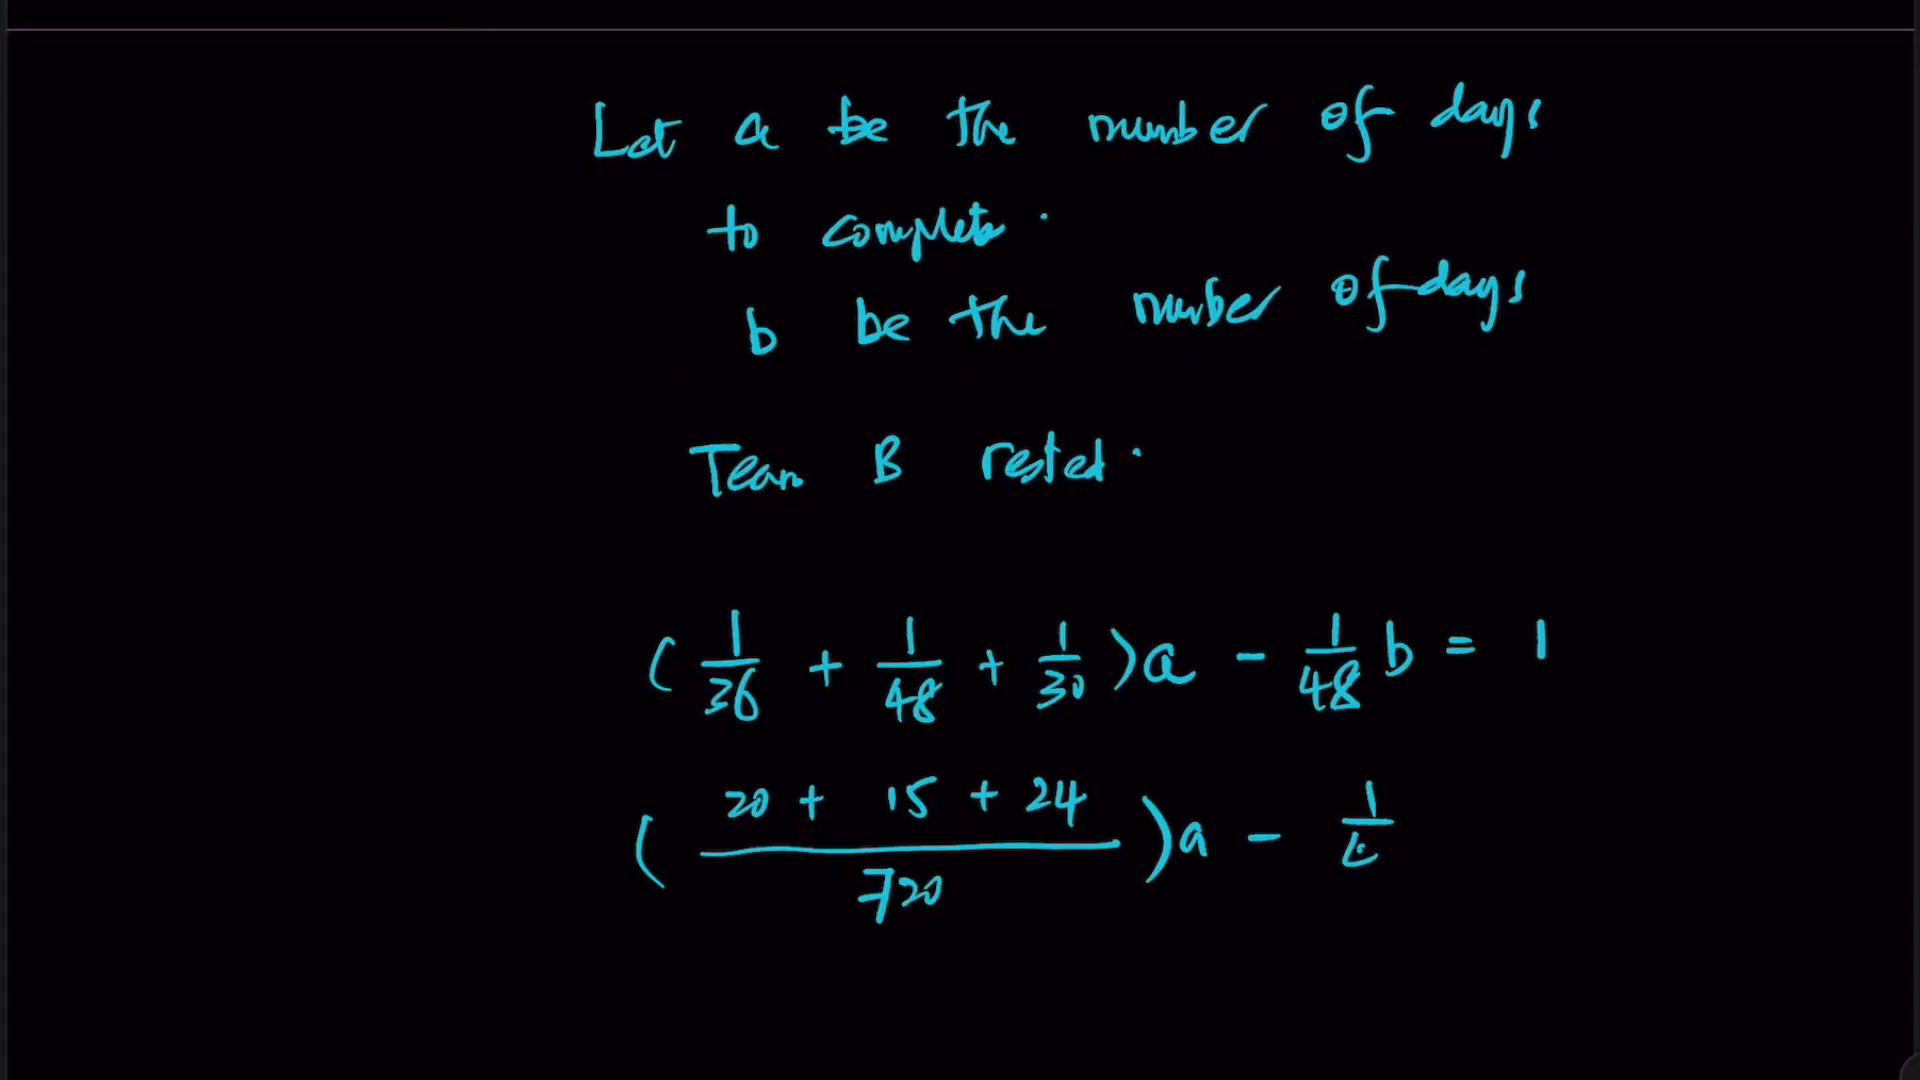 Let a be the number of days
to complete.
b be the number of days
Team B rested.
(1/36 + 1/48 + 1/30)a - 1/48 b = 1
((20 + 15 + 24)/720)a - 1/